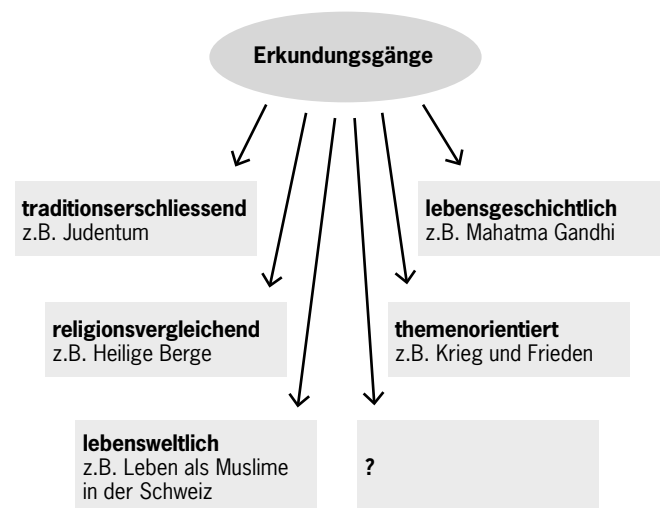 Erkundungsgänge
traditionserschliessend
z.B. Judentum
lebensgeschichtlich
z.B. Mahatma Gandhi
religionsvergleichend
z.B. Heilige Berge
themenorientiert
z.B. Krieg und Frieden
lebensweltlich
z.B. Leben als Muslime
in der Schweiz
?